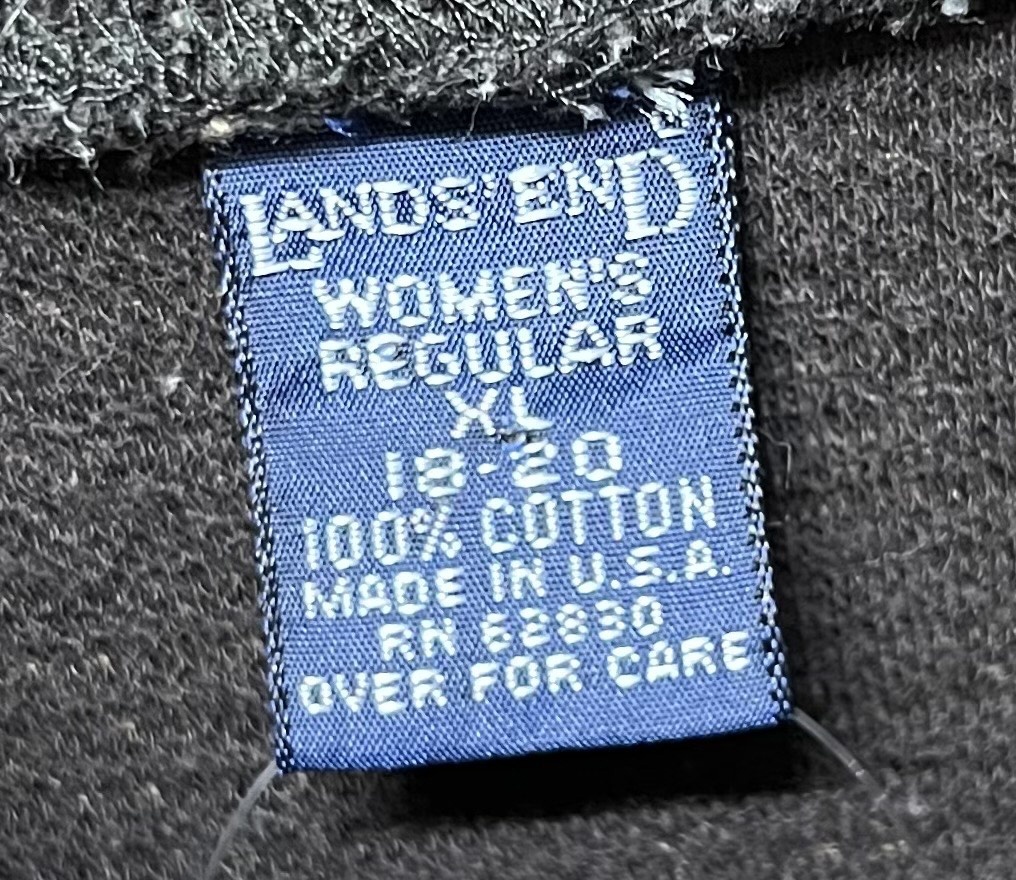 LANDS' END
WOMEN'S
REGULAR
XL
18-20
100% COTTON
MADE IN U.S.A.
RN 62830
OVER FOR CARE